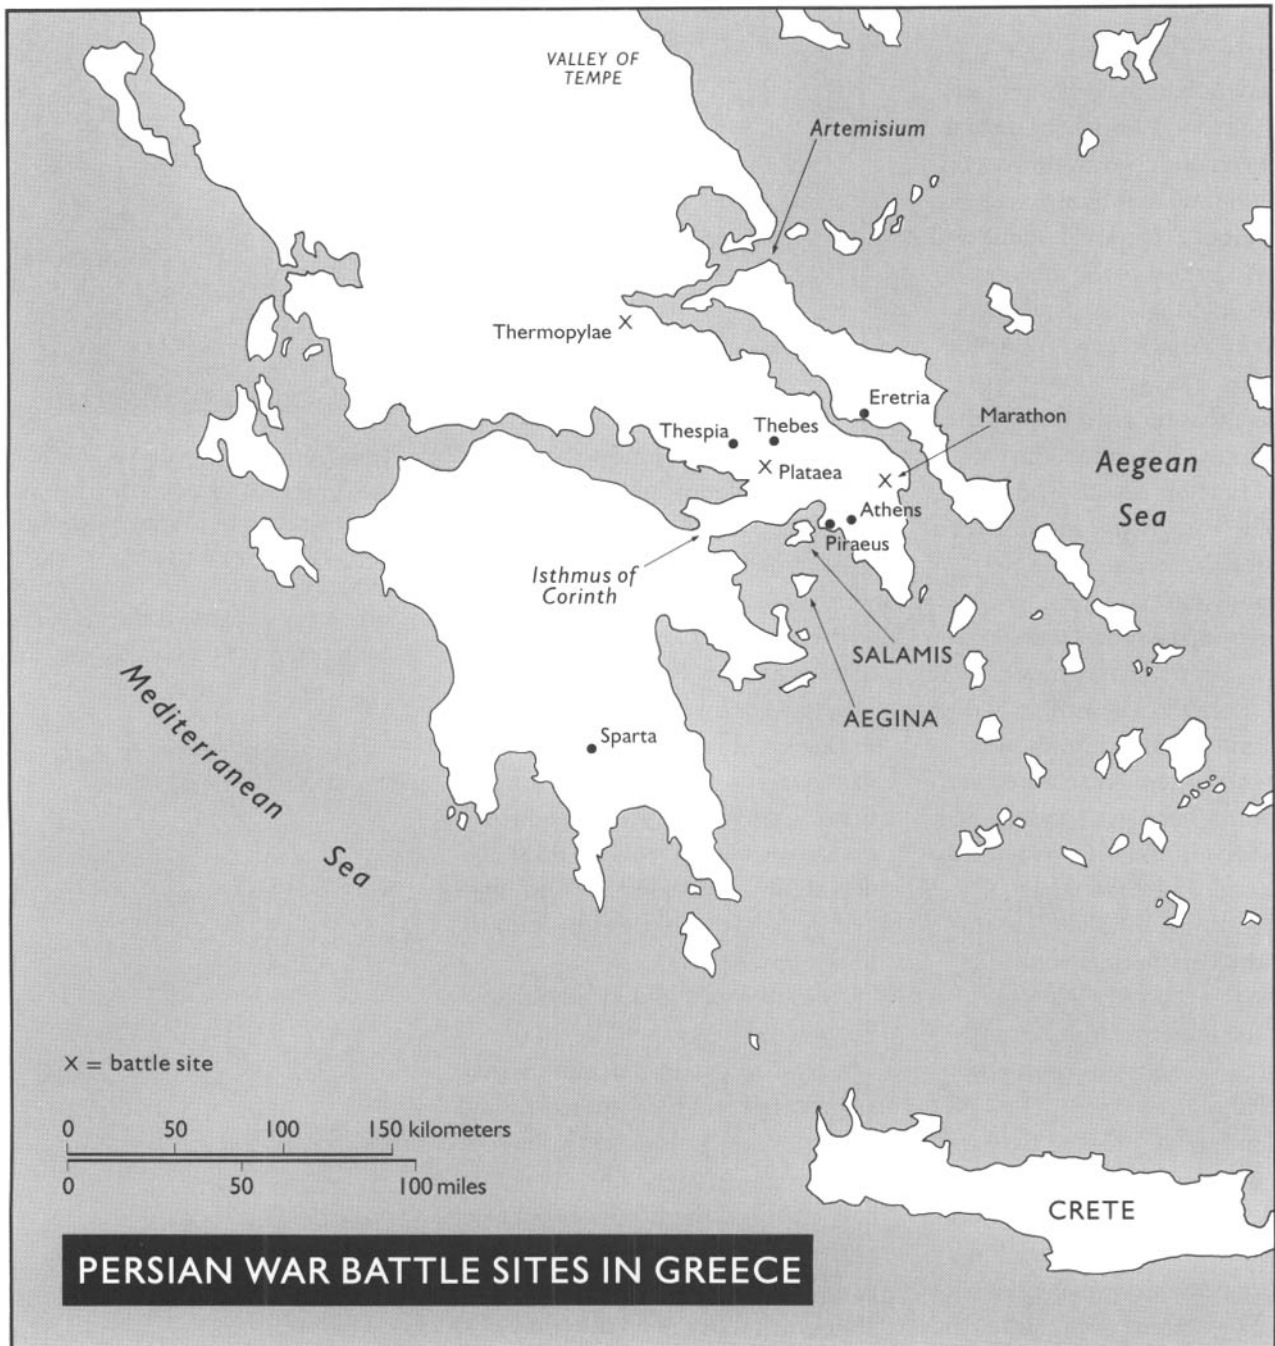 VALLEY OF
TEMPE
Artemisium
Thermopylae X
Eretria
Marathon
Thespia
Thebes
X Plataea
X
Aegean
Sea
Athens
Piraeus
Isthmus of
Corinth
SALAMIS
AEGINA
Mediterranean
Sea
Sparta
X = battle site
0 50 100 150 kilometers
0 50 100 miles
CRETE
PERSIAN WAR BATTLE SITES IN GREECE